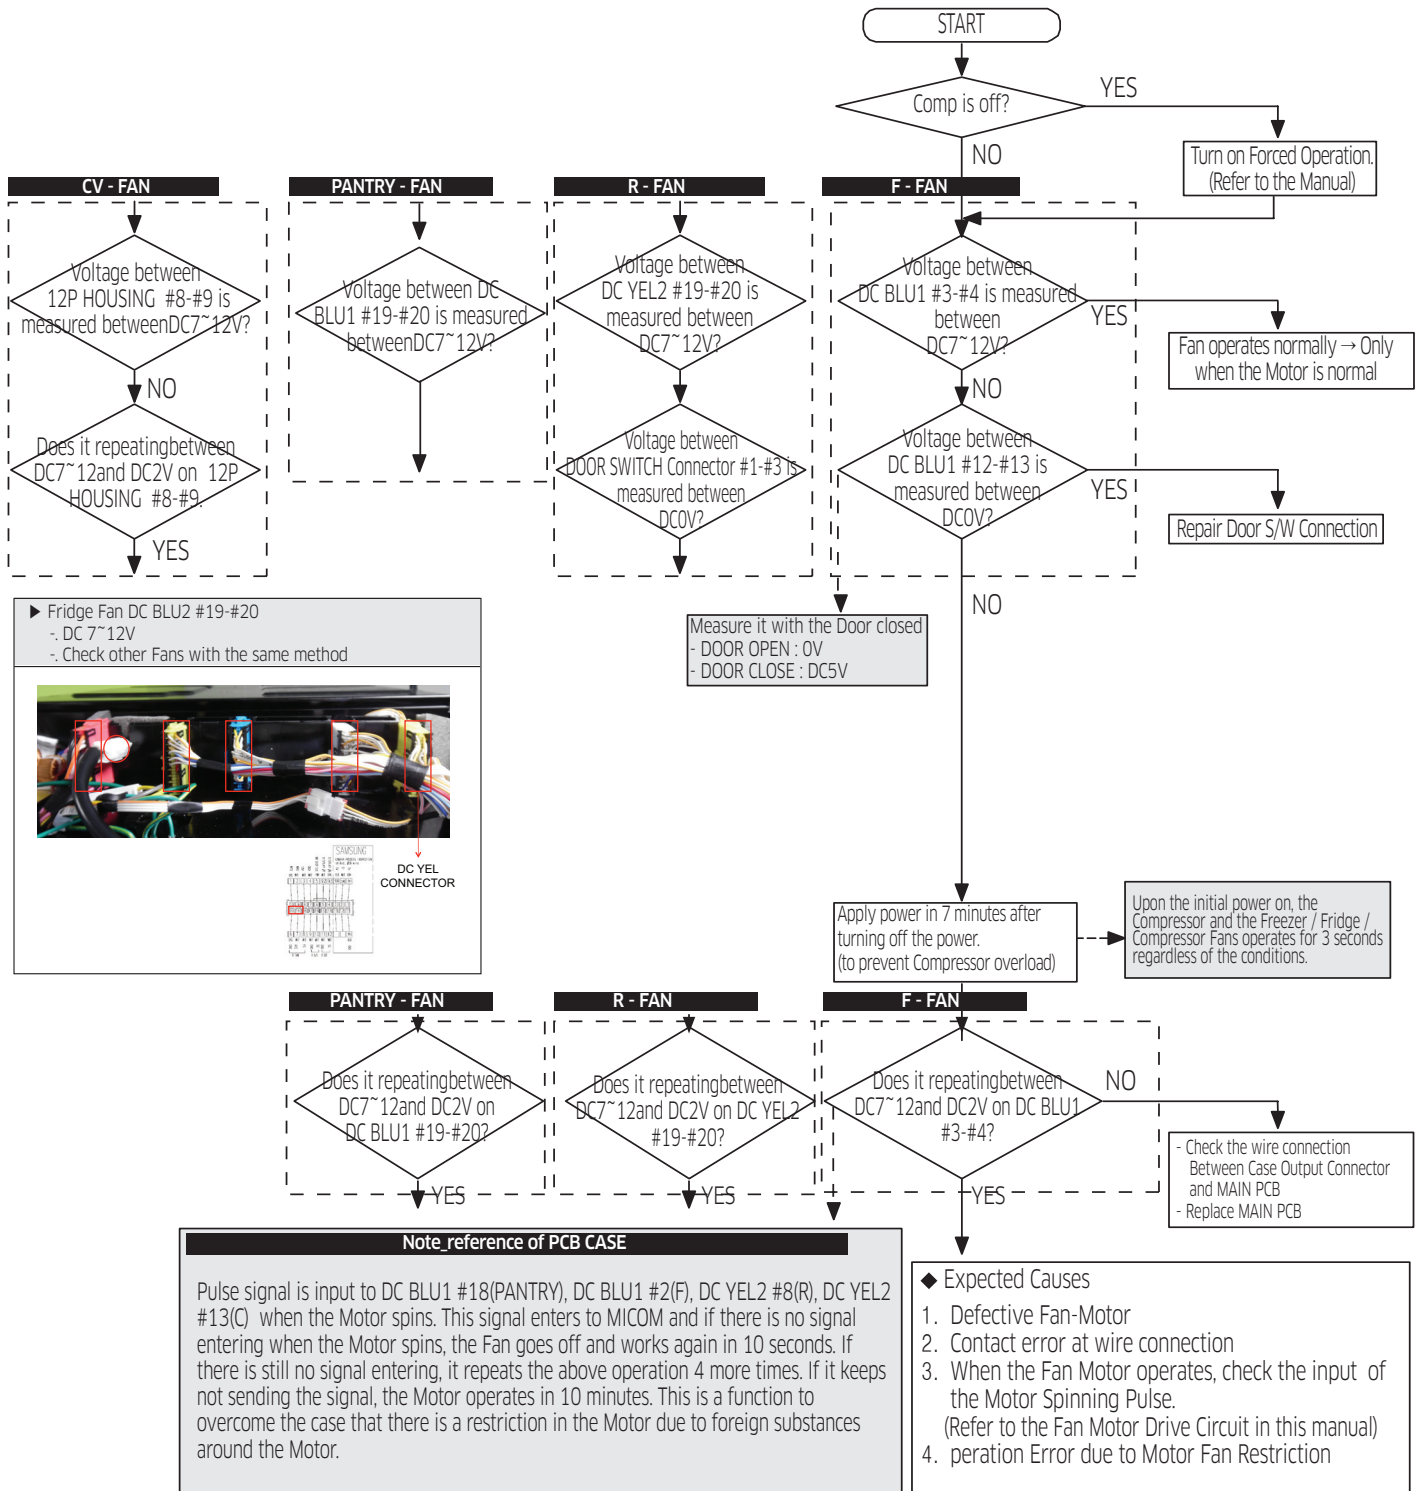 START
Comp is off?
YES
NO
Turn on Forced Operation.
(Refer to the Manual)
CV - FAN
PANTRY - FAN
R - FAN
F - FAN
Voltage between
12P HOUSING #8-#9 is
measured betweenDC7~12V?
NO
Does it repeatingbetween
DC7~12and DC2V on 12P
HOUSING #8-#9.
YES
Voltage between DC
BLU1 #19-#20 is measured
betweenDC7~12V?
Voltage between
DC YEL2 #19-#20 is
measured between
DC7~12V?
Voltage between
DOOR SWITCH Connector #1-#3 is
measured between
DC0V?
Voltage between
DC BLU1 #3-#4 is measured
between
DC7~12V?
YES
Fan operates normally → Only
when the Motor is normal
NO
Voltage between
DC BLU1 #12-#13 is
measured between
DC0V?
YES
Repair Door S/W Connection
NO
Measure it with the Door closed
- DOOR OPEN : 0V
- DOOR CLOSE : DC5V
▶ Fridge Fan DC BLU2 #19-#20
-. DC 7~12V
-. Check other Fans with the same method
SAMSUNG
DC YEL
CONNECTOR
Apply power in 7 minutes after
turning off the power.
(to prevent Compressor overload)
Upon the initial power on, the
Compressor and the Freezer / Fridge /
Compressor Fans operates for 3 seconds
regardless of the conditions.
PANTRY - FAN
R - FAN
F - FAN
Does it repeatingbetween
DC7~12and DC2V on
DC BLU1 #19-#20?
YES
Does it repeatingbetween
DC7~12and DC2V on DC YEL2
#19-#20?
YES
Does it repeatingbetween
DC7~12and DC2V on DC BLU1
#3-#4?
NO
YES
- Check the wire connection
Between Case Output Connector
and MAIN PCB
- Replace MAIN PCB
Note_reference of PCB CASE
Pulse signal is input to DC BLU1 #18(PANTRY), DC BLU1 #2(F), DC YEL2 #8(R), DC YEL2
#13(C) when the Motor spins. This signal enters to MICOM and if there is no signal
entering when the Motor spins, the Fan goes off and works again in 10 seconds. If
there is still no signal entering, it repeats the above operation 4 more times. If it keeps
not sending the signal, the Motor operates in 10 minutes. This is a function to
overcome the case that there is a restriction in the Motor due to foreign substances
around the Motor.
◆ Expected Causes
1. Defective Fan-Motor
2. Contact error at wire connection
3. When the Fan Motor operates, check the input of
the Motor Spinning Pulse.
(Refer to the Fan Motor Drive Circuit in this manual)
4. peration Error due to Motor Fan Restriction